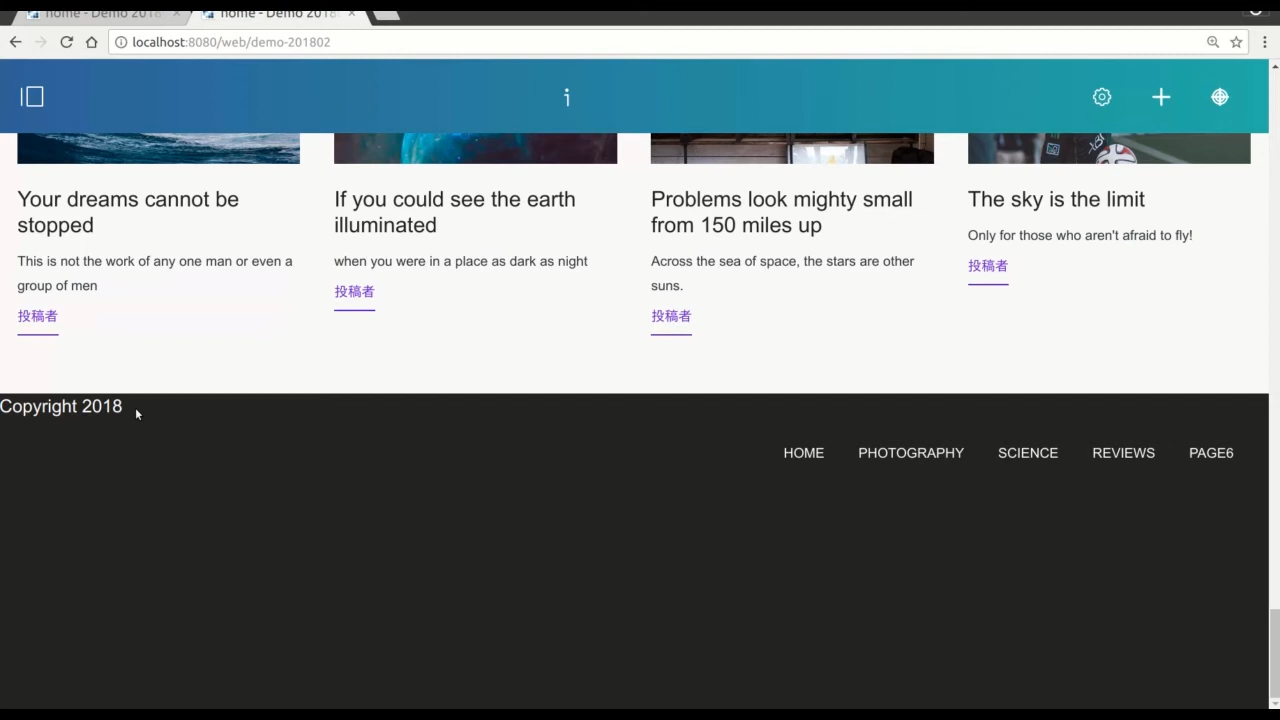 home - Demo 2018
home - Demo 2018
localhost:8080/web/demo-201802
Your dreams cannot be
stopped
This is not the work of any one man or even a
group of men
投稿者
If you could see the earth
illuminated
when you were in a place as dark as night
投稿者
Problems look mighty small
from 150 miles up
Across the sea of space, the stars are other
suns.
投稿者
The sky is the limit
Only for those who aren't afraid to fly!
投稿者
Copyright 2018
HOME PHOTOGRAPHY SCIENCE REVIEWS PAGE6